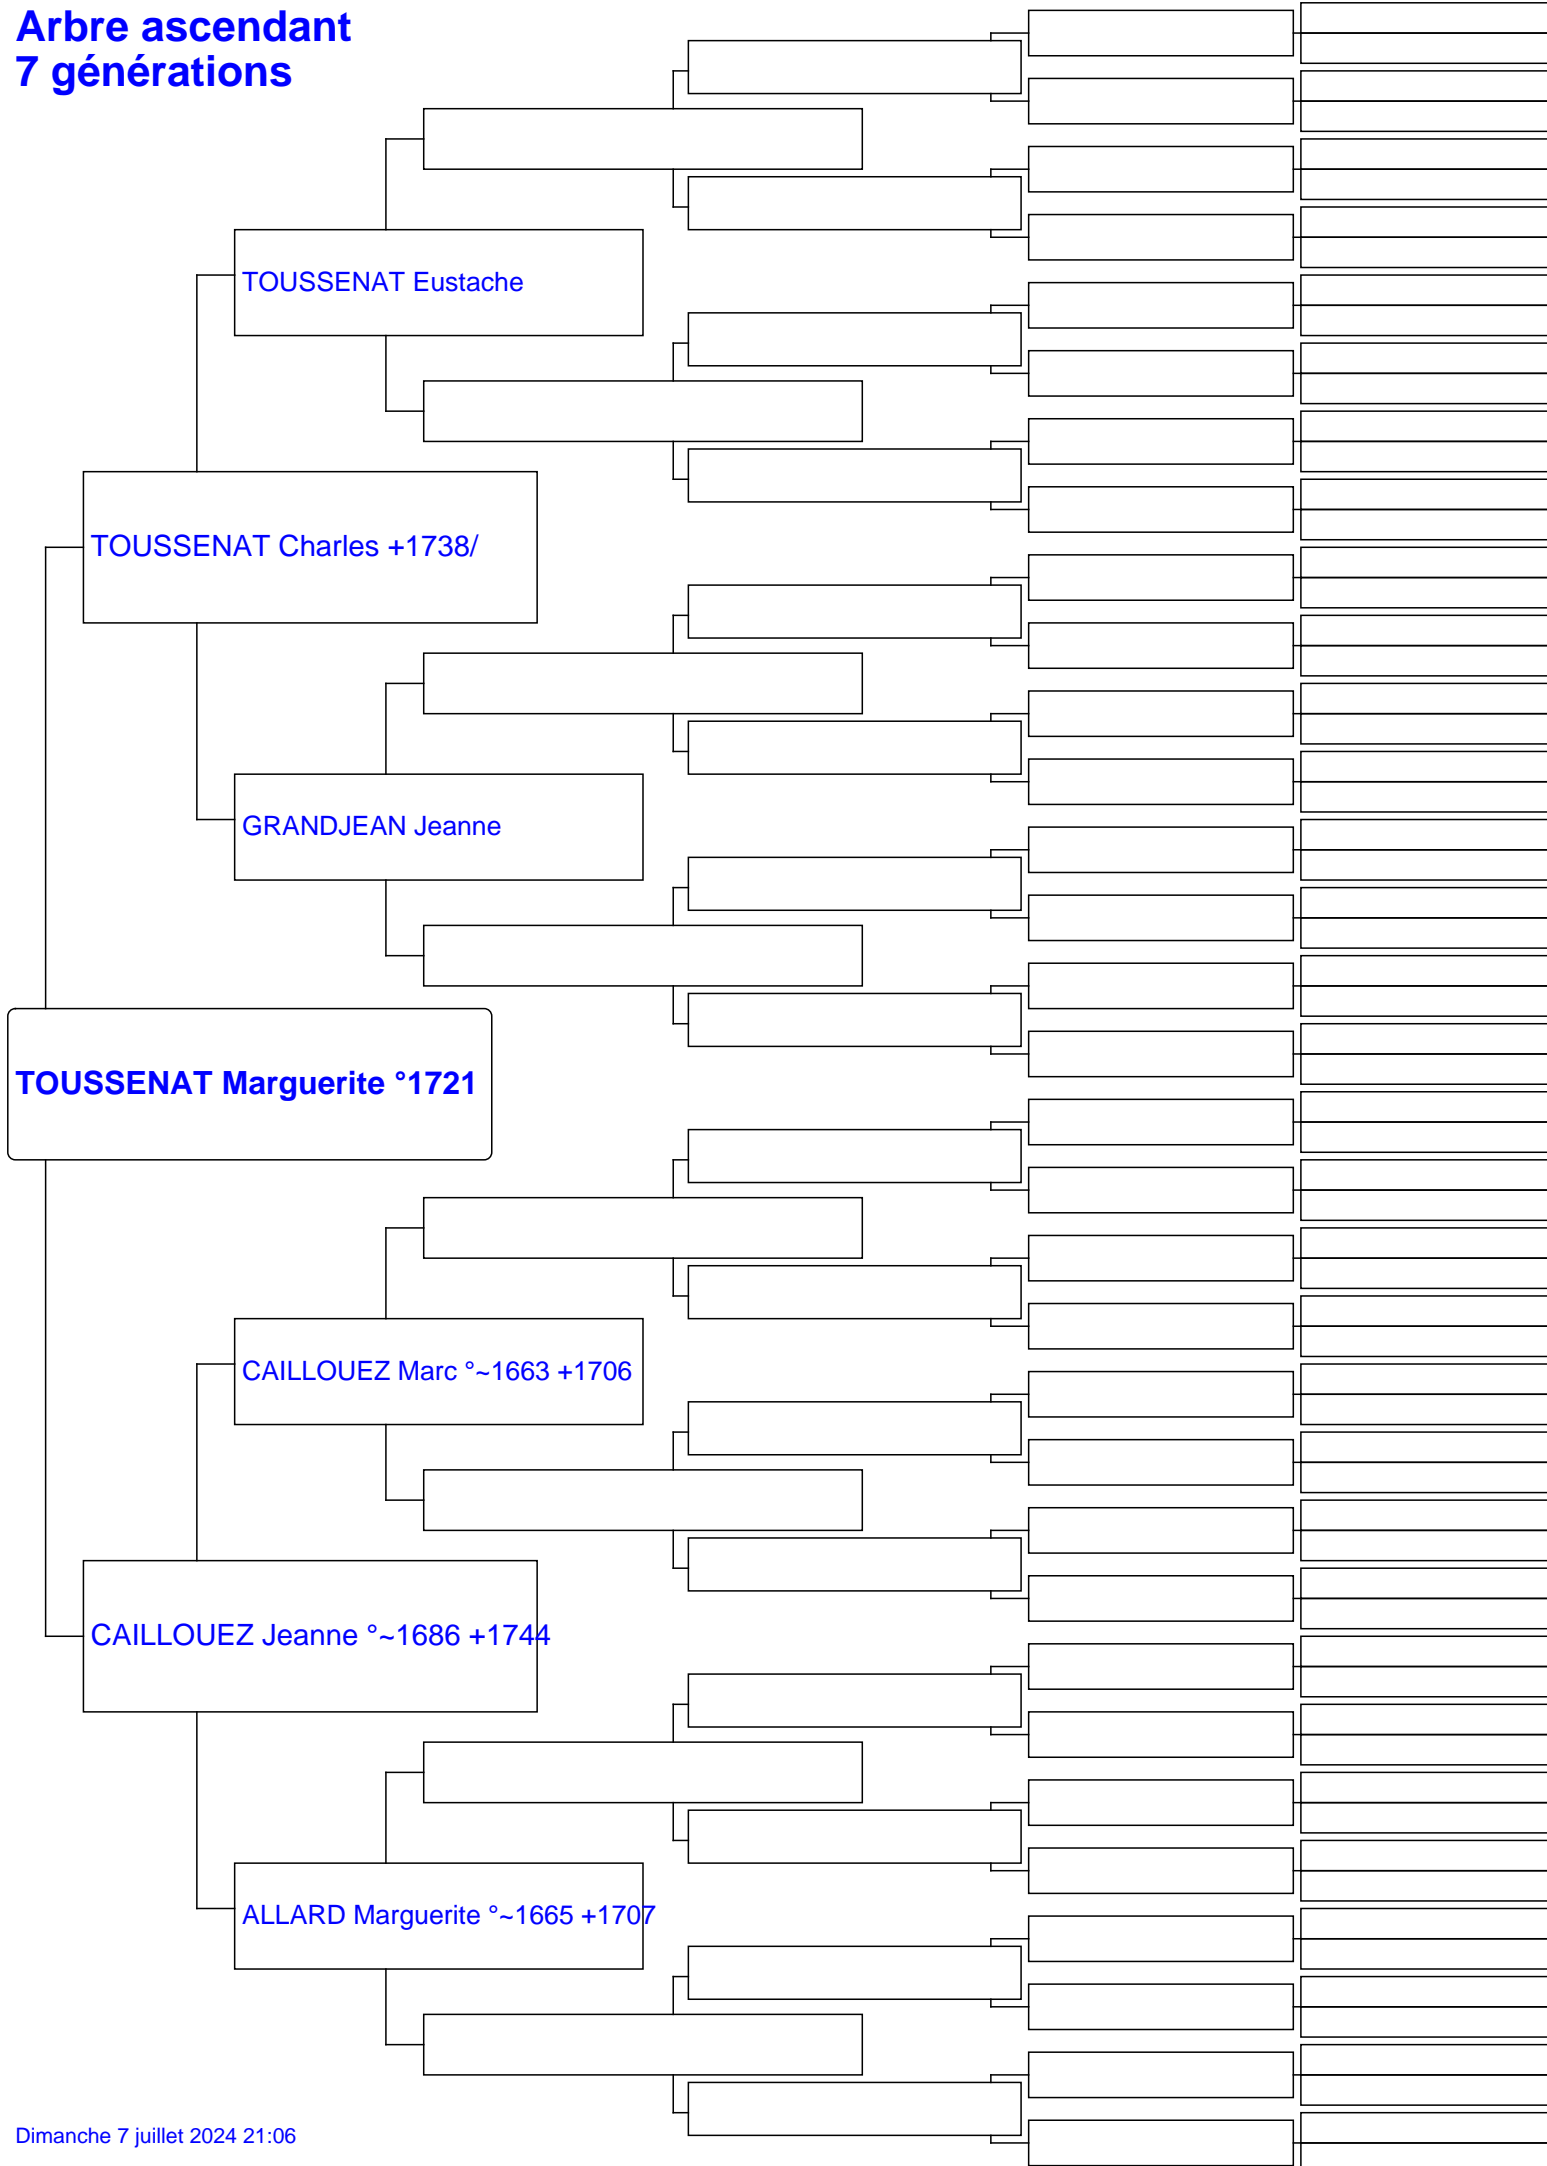 Arbre ascendant
7 générations
TOUSSENAT Eustache
TOUSSENAT Charles +1738/
GRANDJEAN Jeanne
TOUSSENAT Marguerite °1721
CAILLOUEZ Marc °~1663 +1706
CAILLOUEZ Jeanne °~1686 +1744
ALLARD Marguerite °~1665 +1707
Dimanche 7 juillet 2024 21:06